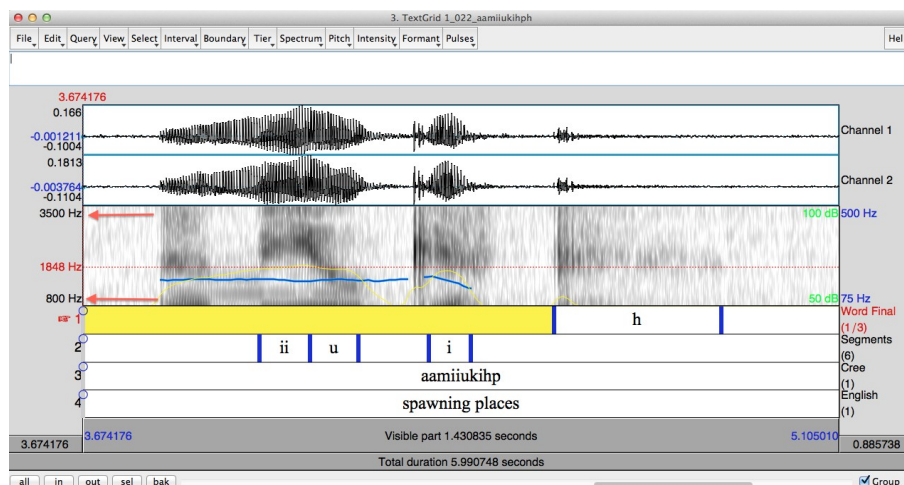 3. TextGrid 1_022_aamiiukihph
File Edit Query View Select Interval Boundary Tier Spectrum Pitch Intensity Formant Pulses Hel
3.674176
0.166
-0.001211
-0.1004
Channel 1
0.1813
-0.003764
-0.1104
Channel 2
3500 Hz 100 dB 500 Hz
1848 Hz
800 Hz 50 dB 75 Hz
1 h Word Final
(1/3)
2 ii u i Segments
(6)
3 aamiiukihp Cree
(1)
4 spawning places English
(1)
3.674176 3.674176 Visible part 1.430835 seconds 5.105010 0.885738
Total duration 5.990748 seconds
all in out sel bak Group